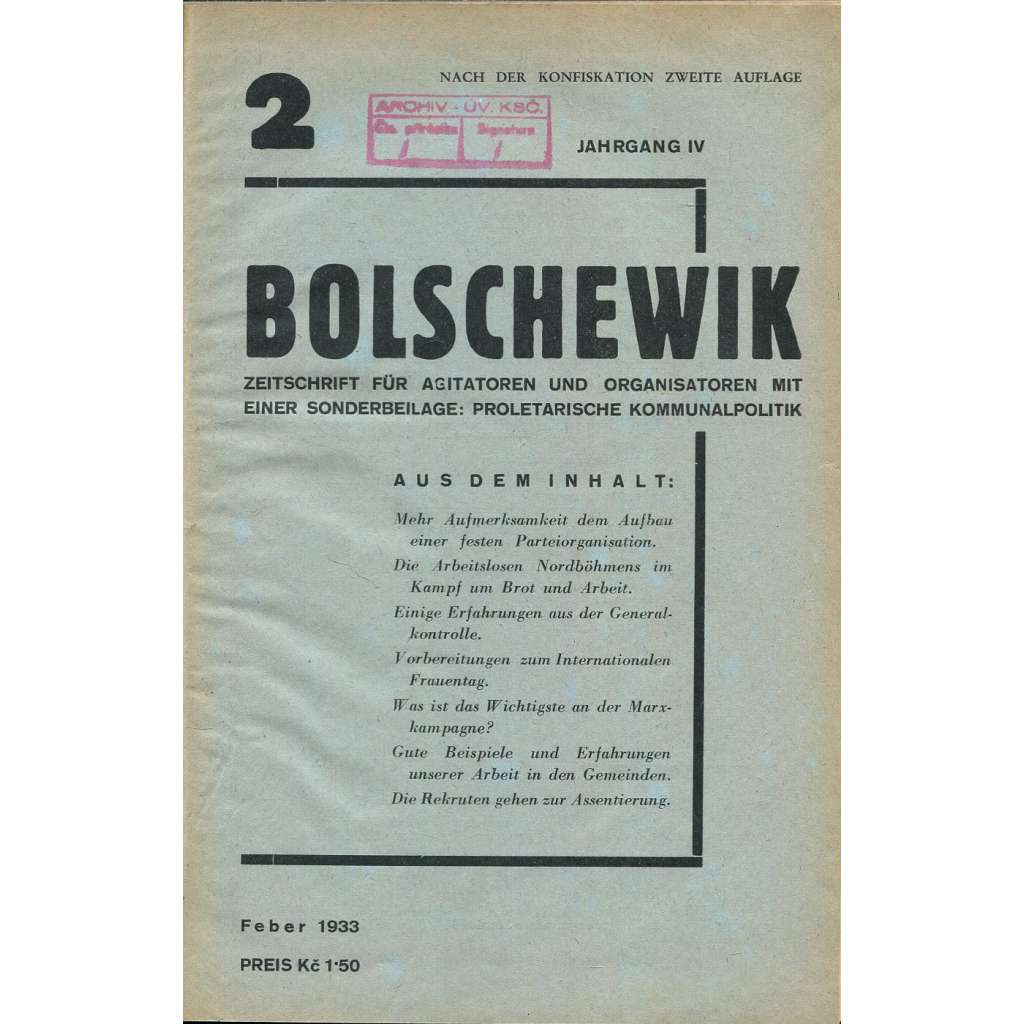 NACH DER KONFISKATION ZWEITE AUFLAGE
2
ARCHIV - ÚV. KSČ.
Signatura
JAHRGANG IV
BOLSCHEWIK
ZEITSCHRIFT FÜR AGITATOREN UND ORGANISATOREN MIT
EINER SONDERBEILAGE: PROLETARISCHE KOMMUNALPOLITIK
AUS DEM INHALT:
Mehr Aufmerksamkeit dem Aufbau
einer festen Parteiorganisation.
Die Arbeitslosen Nordböhmens im
Kampf um Brot und Arbeit.
Einige Erfahrungen aus der General-
kontrolle.
Vorbereitungen zum Internationalen
Frauentag.
Was ist das Wichtigste an der Marx-
kampagne?
Gute Beispiele und Erfahrungen
unserer Arbeit in den Gemeinden.
Die Rekruten gehen zur Assentierung.
Feber 1933
PREIS Kč 1·50